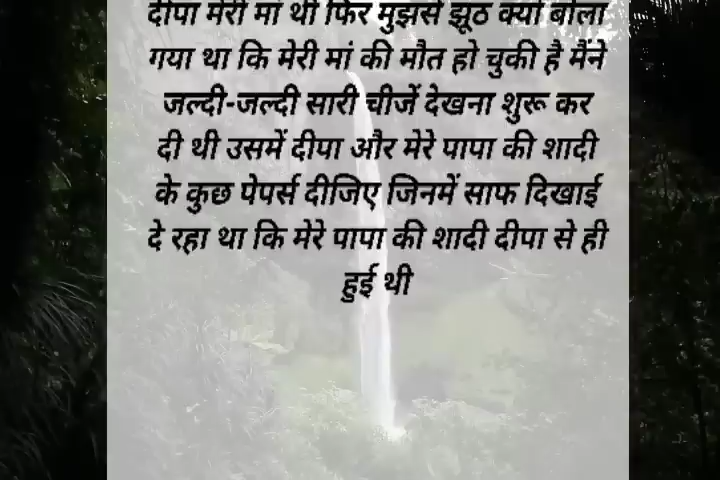 दीपा मेरी मां थी फिर मुझसे झूठ क्यों बोला
गया था कि मेरी मां की मौत हो चुकी है मैंने
जल्दी-जल्दी सारी चीजें देखना शुरू कर
दी थी उसमें दीपा और मेरे पापा की शादी
के कुछ पेपर्स दीजिए जिनमें साफ दिखाई
दे रहा था कि मेरे पापा की शादी दीपा से ही
हुई थी